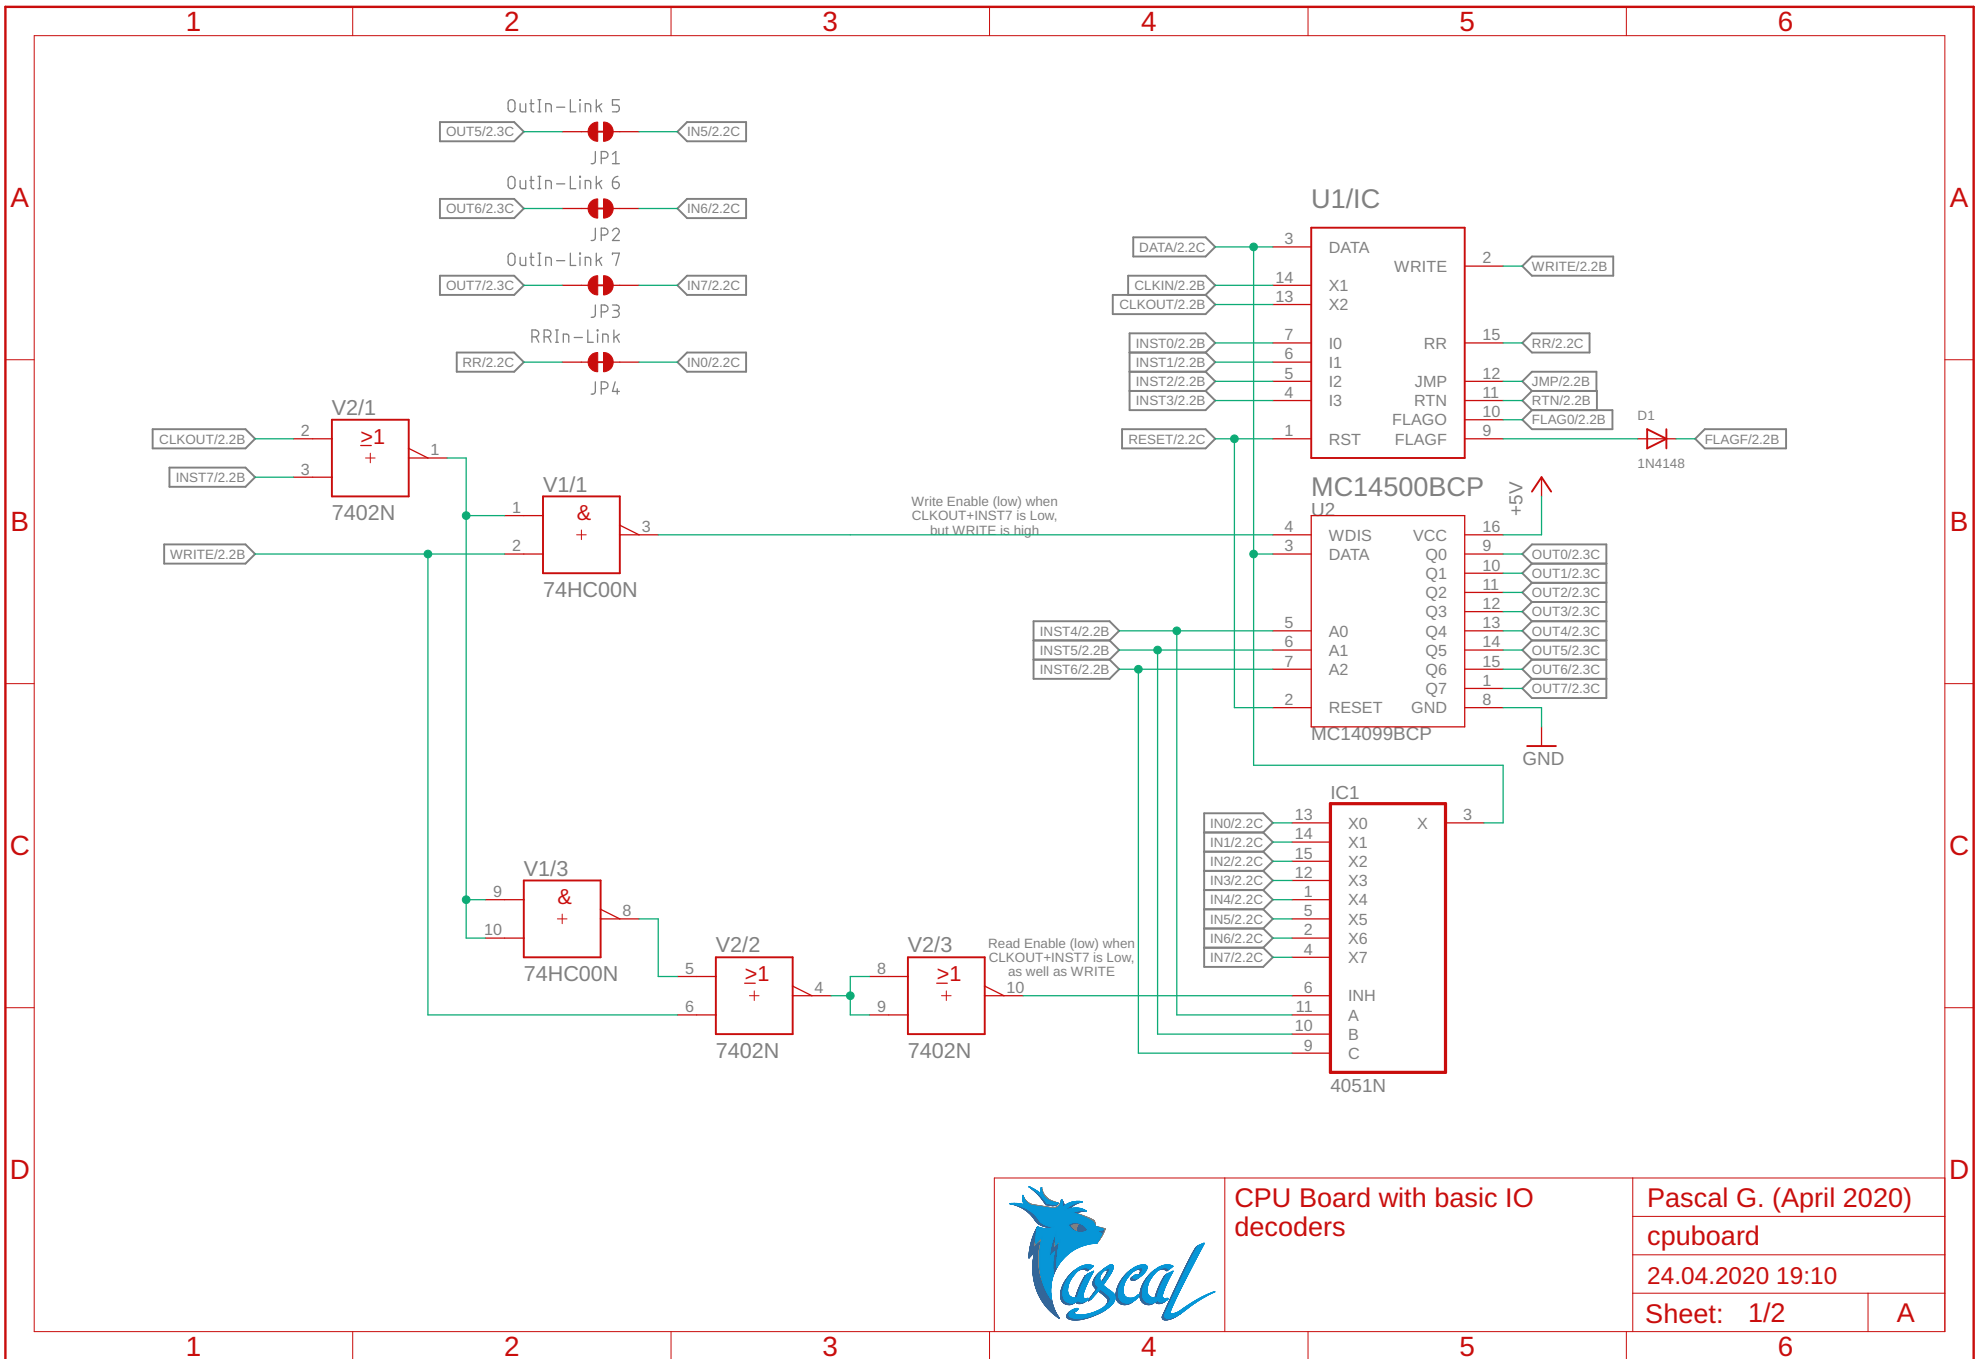 1 2 3 4 5 6
A
B
C
D
OutIn-Link 5
OUT5/2.3C IN5/2.2C
JP1
OutIn-Link 6
OUT6/2.3C IN6/2.2C
JP2
OutIn-Link 7
OUT7/2.3C IN7/2.2C
JP3
RRIn-Link
RR/2.2C IN0/2.2C
JP4
V2/1
CLKOUT/2.2B 2 ≥1 1
INST7/2.2B 3 +
7402N
V1/1
1 & 3
WRITE/2.2B 2 +
74HC00N
Write Enable (low) when
CLKOUT+INST7 is Low,
but WRITE is high
V1/3
9 & 8
10 +
74HC00N
V2/2
5 ≥1 4
6 +
7402N
V2/3
8 ≥1 10
9 +
7402N
Read Enable (low) when
CLKOUT+INST7 is Low,
as well as WRITE
U1/IC
DATA/2.2C 3 DATA
WRITE 2 WRITE/2.2B
CLKIN/2.2B 14 X1
CLKOUT/2.2B 13 X2
INST0/2.2B 7 I0 RR 15 RR/2.2C
INST1/2.2B 6 I1
INST2/2.2B 5 I2 JMP 12 JMP/2.2B
INST3/2.2B 4 I3 RTN 11 RTN/2.2B
FLAGO 10 FLAG0/2.2B
RESET/2.2C 1 RST FLAGF 9 D1 FLAGF/2.2B
1N4148
MC14500BCP
U2
+5V
4 WDIS VCC 16
3 DATA Q0 9 OUT0/2.3C
Q1 10 OUT1/2.3C
Q2 11 OUT2/2.3C
Q3 12 OUT3/2.3C
INST4/2.2B 5 A0 Q4 13 OUT4/2.3C
INST5/2.2B 6 A1 Q5 14 OUT5/2.3C
INST6/2.2B 7 A2 Q6 15 OUT6/2.3C
Q7 1 OUT7/2.3C
2 RESET GND 8
MC14099BCP
GND
IC1
IN0/2.2C 13 X0 X 3
IN1/2.2C 14 X1
IN2/2.2C 15 X2
IN3/2.2C 12 X3
IN4/2.2C 1 X4
IN5/2.2C 5 X5
IN6/2.2C 2 X6
IN7/2.2C 4 X7
6 INH
11 A
10 B
9 C
4051N
A
B
C
D
Pascal
CPU Board with basic IO
decoders
Pascal G. (April 2020)
cpuboard
24.04.2020 19:10
Sheet: 1/2 A
1 2 3 4 5 6